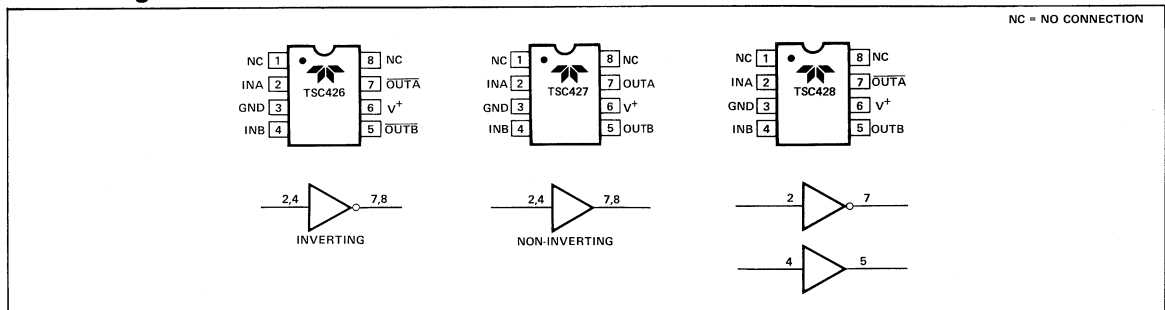 NC = NO CONNECTION
NC 1 8 NC
INA 2 TSC426 7 O̅U̅T̅A̅
GND 3 6 V⁺
INB 4 5 O̅U̅T̅B̅
2,4 7,8
INVERTING
NC 1 8 NC
INA 2 TSC427 7 OUTA
GND 3 6 V⁺
INB 4 5 OUTB
2,4 7,8
NON-INVERTING
NC 1 8 NC
INA 2 TSC428 7 O̅U̅T̅A̅
GND 3 6 V⁺
INB 4 5 OUTB
2 7
4 5